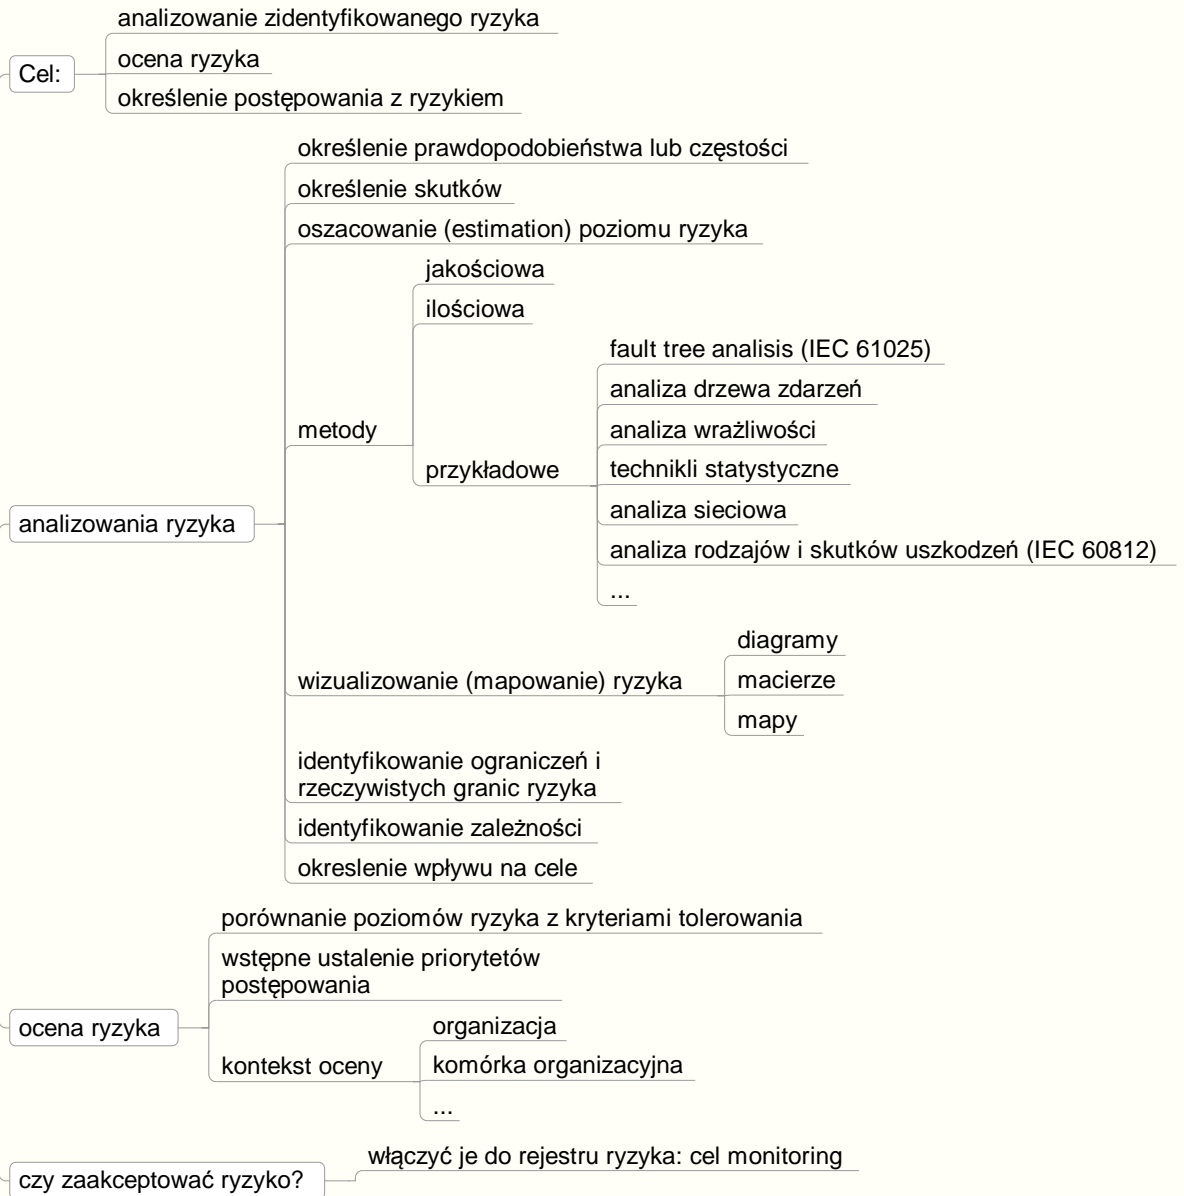 Cel:
analizowanie zidentyfikowanego ryzyka
ocena ryzyka
określenie postępowania z ryzykiem
analizowania ryzyka
określenie prawdopodobieństwa lub częstości
określenie skutków
oszacowanie (estimation) poziomu ryzyka
metody
jakościowa
ilościowa
przykładowe
fault tree analisis (IEC 61025)
analiza drzewa zdarzeń
analiza wrażliwości
technikli statystyczne
analiza sieciowa
analiza rodzajów i skutków uszkodzeń (IEC 60812)
...
wizualizowanie (mapowanie) ryzyka
diagramy
macierze
mapy
identyfikowanie ograniczeń i
rzeczywistych granic ryzyka
identyfikowanie zależności
okreslenie wpływu na cele
ocena ryzyka
porównanie poziomów ryzyka z kryteriami tolerowania
wstępne ustalenie priorytetów
postępowania
kontekst oceny
organizacja
komórka organizacyjna
...
czy zaakceptować ryzyko?
włączyć je do rejestru ryzyka: cel monitoring